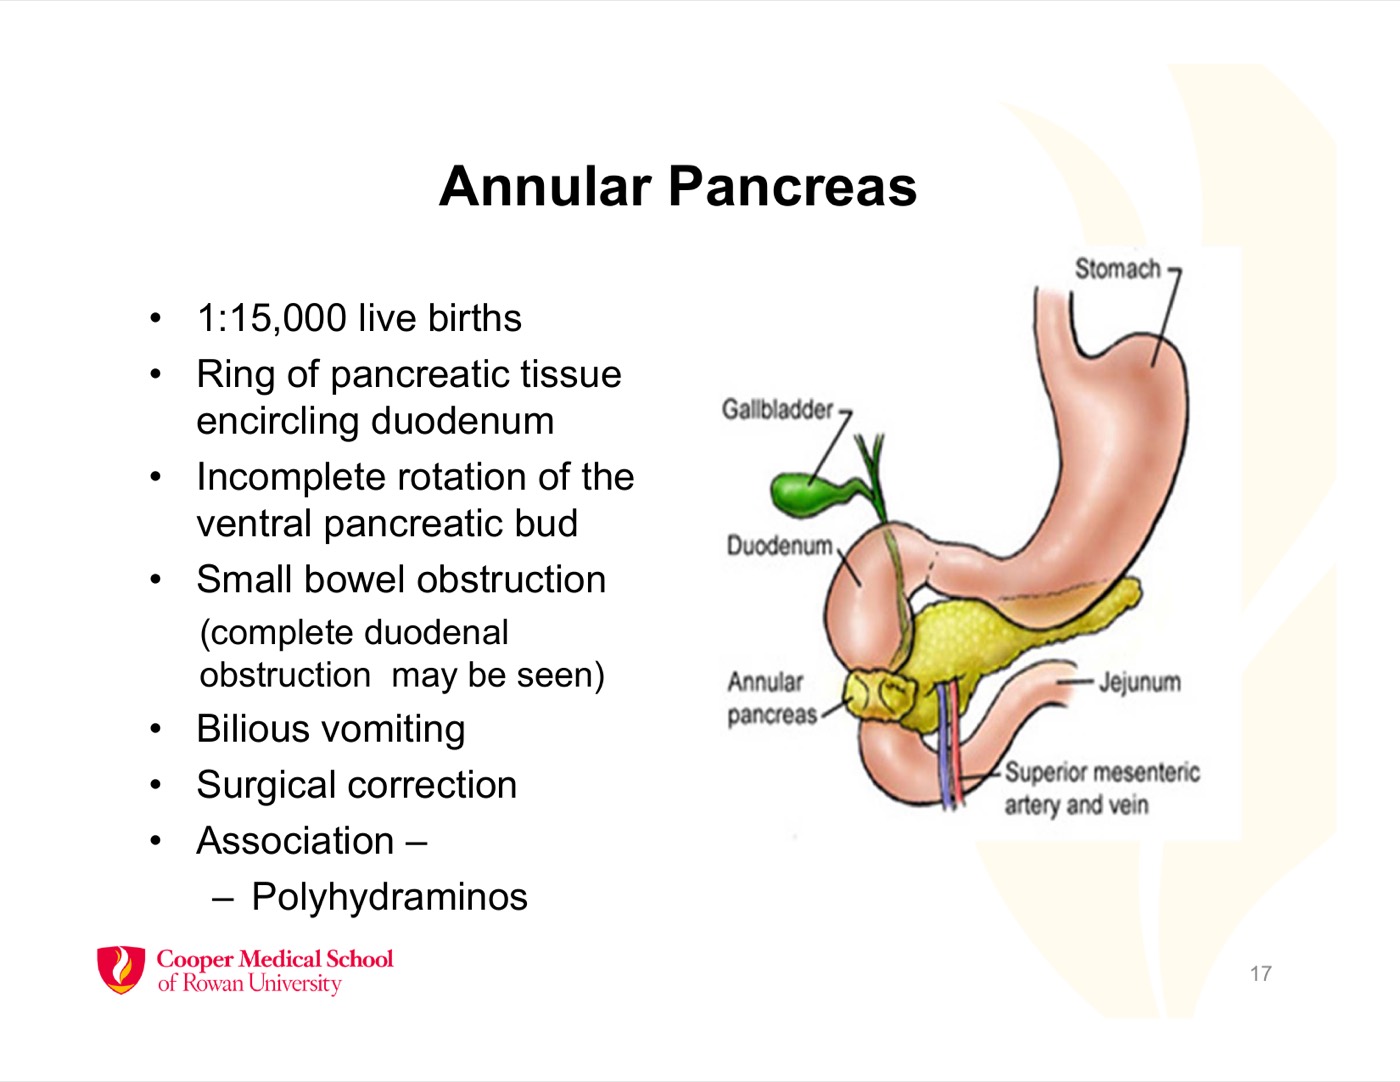 Annular Pancreas
• 1:15,000 live births
• Ring of pancreatic tissue
encircling duodenum
• Incomplete rotation of the
ventral pancreatic bud
• Small bowel obstruction
(complete duodenal
obstruction  may be seen)
• Bilious vomiting
• Surgical correction
• Association –
– Polyhydraminos
Stomach
Gallbladder
Duodenum
Annular
pancreas
Jejunum
Superior mesenteric
artery and vein
Cooper Medical School
of Rowan University
17